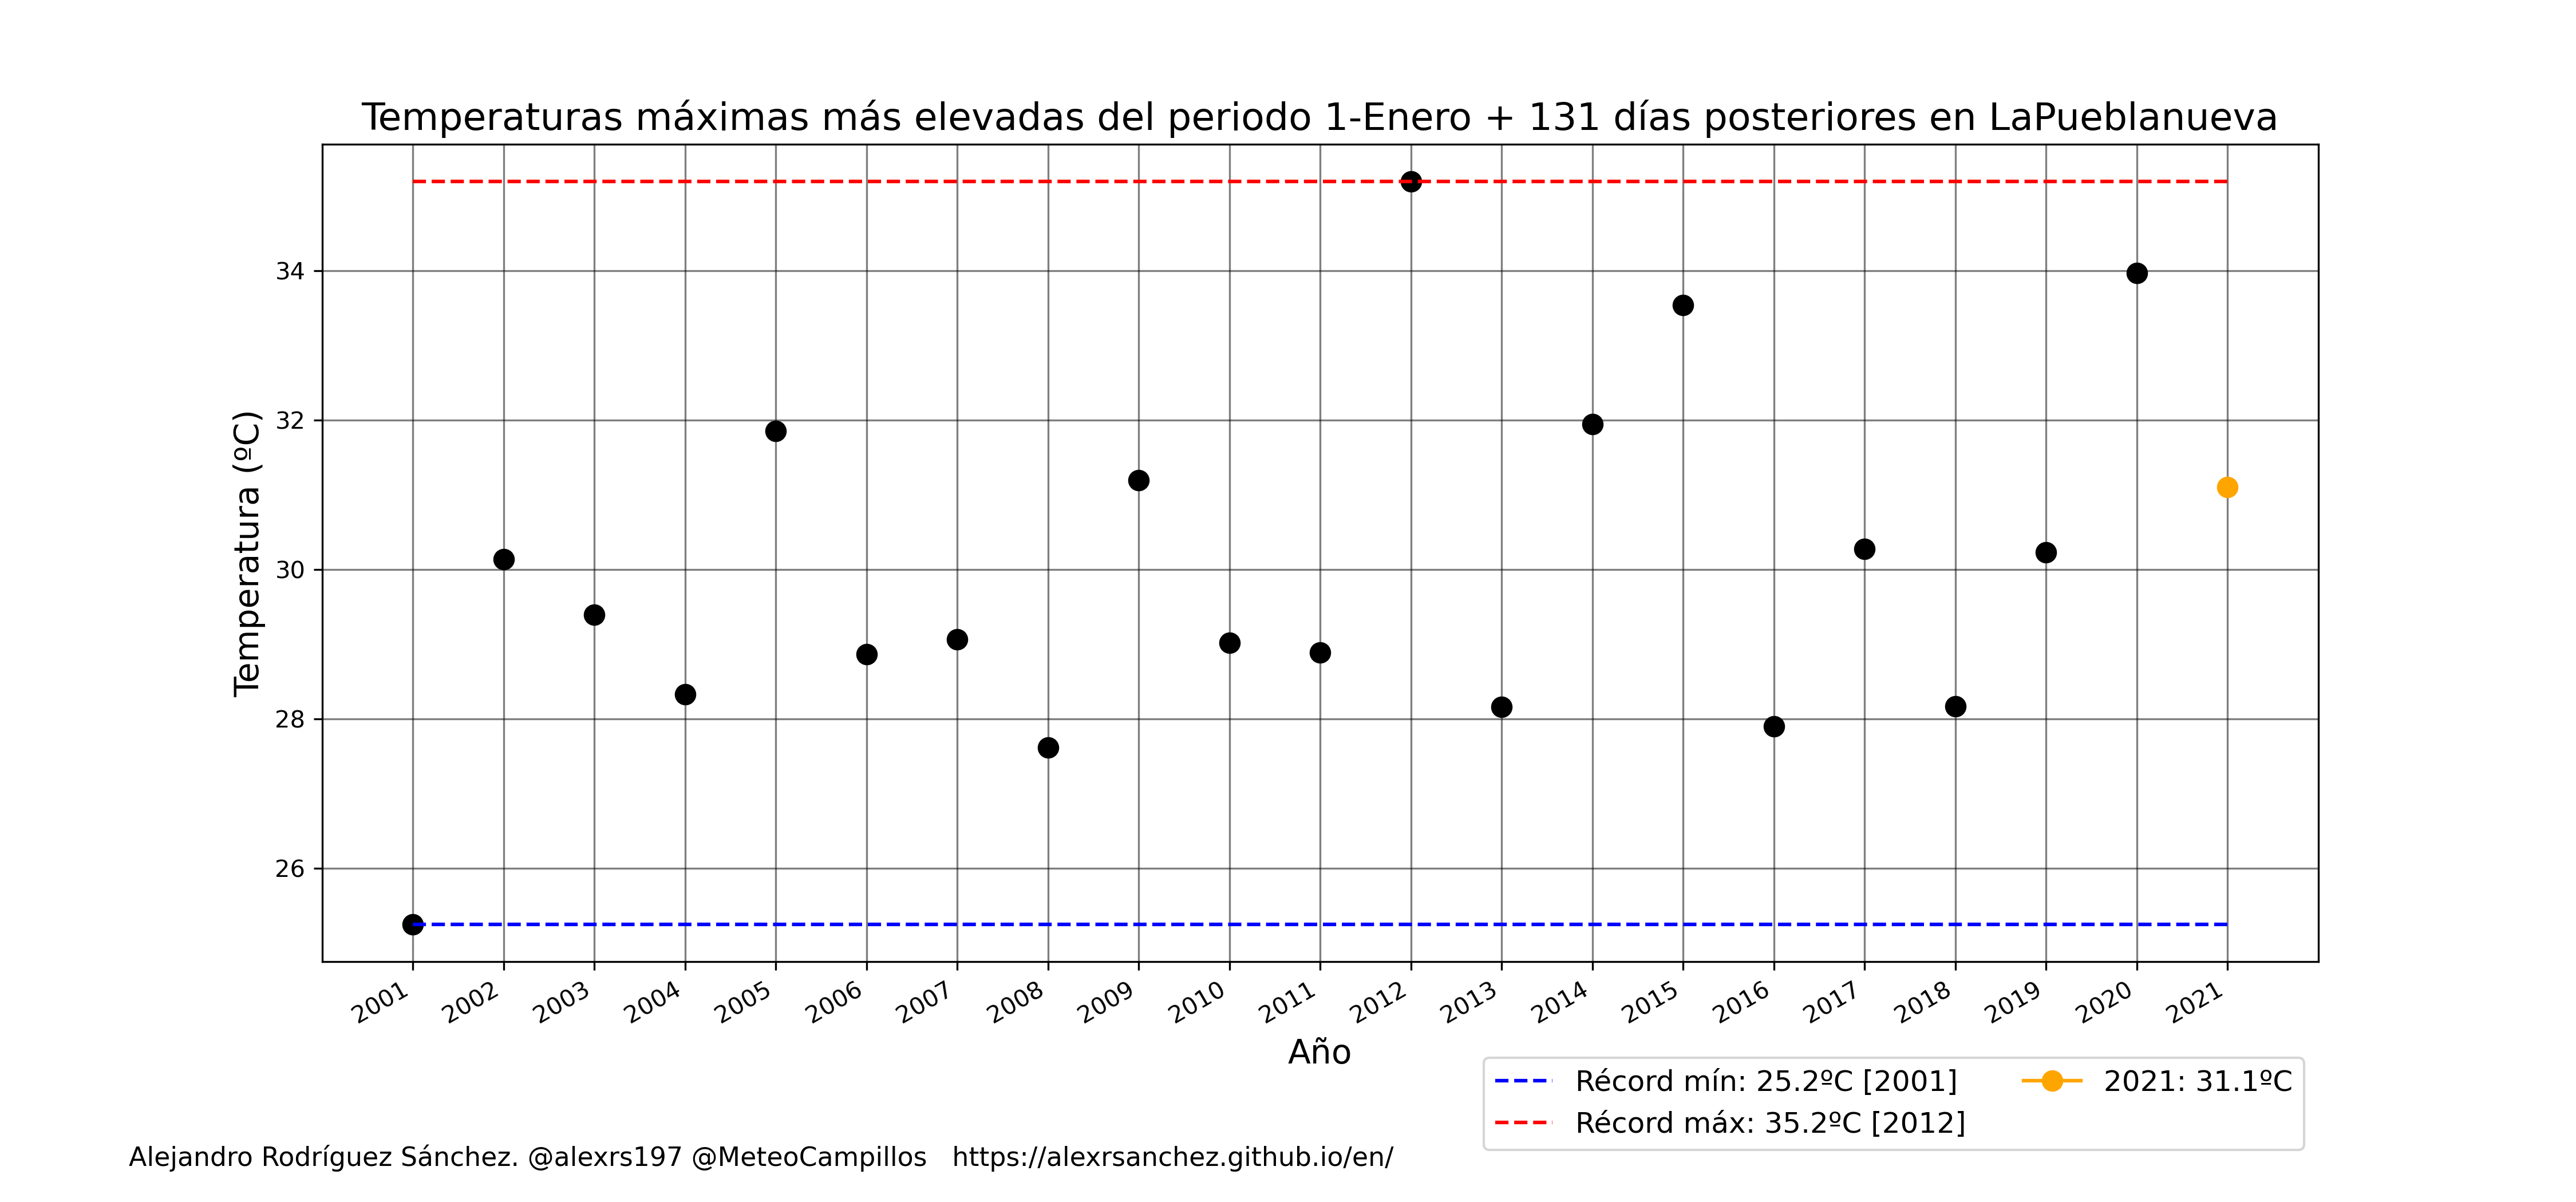 Temperaturas máximas más elevadas del periodo 1-Enero + 131 días posteriores en LaPueblanueva
Temperatura (ºC)
34
32
30
28
26
2001 2002 2003 2004 2005 2006 2007 2008 2009 2010 2011 2012 2013 2014 2015 2016 2017 2018 2019 2020 2021
Año
Récord mín: 25.2ºC [2001]
Récord máx: 35.2ºC [2012]
2021: 31.1ºC
Alejandro Rodríguez Sánchez. @alexrs197 @MeteoCampillos https://alexrsanchez.github.io/en/